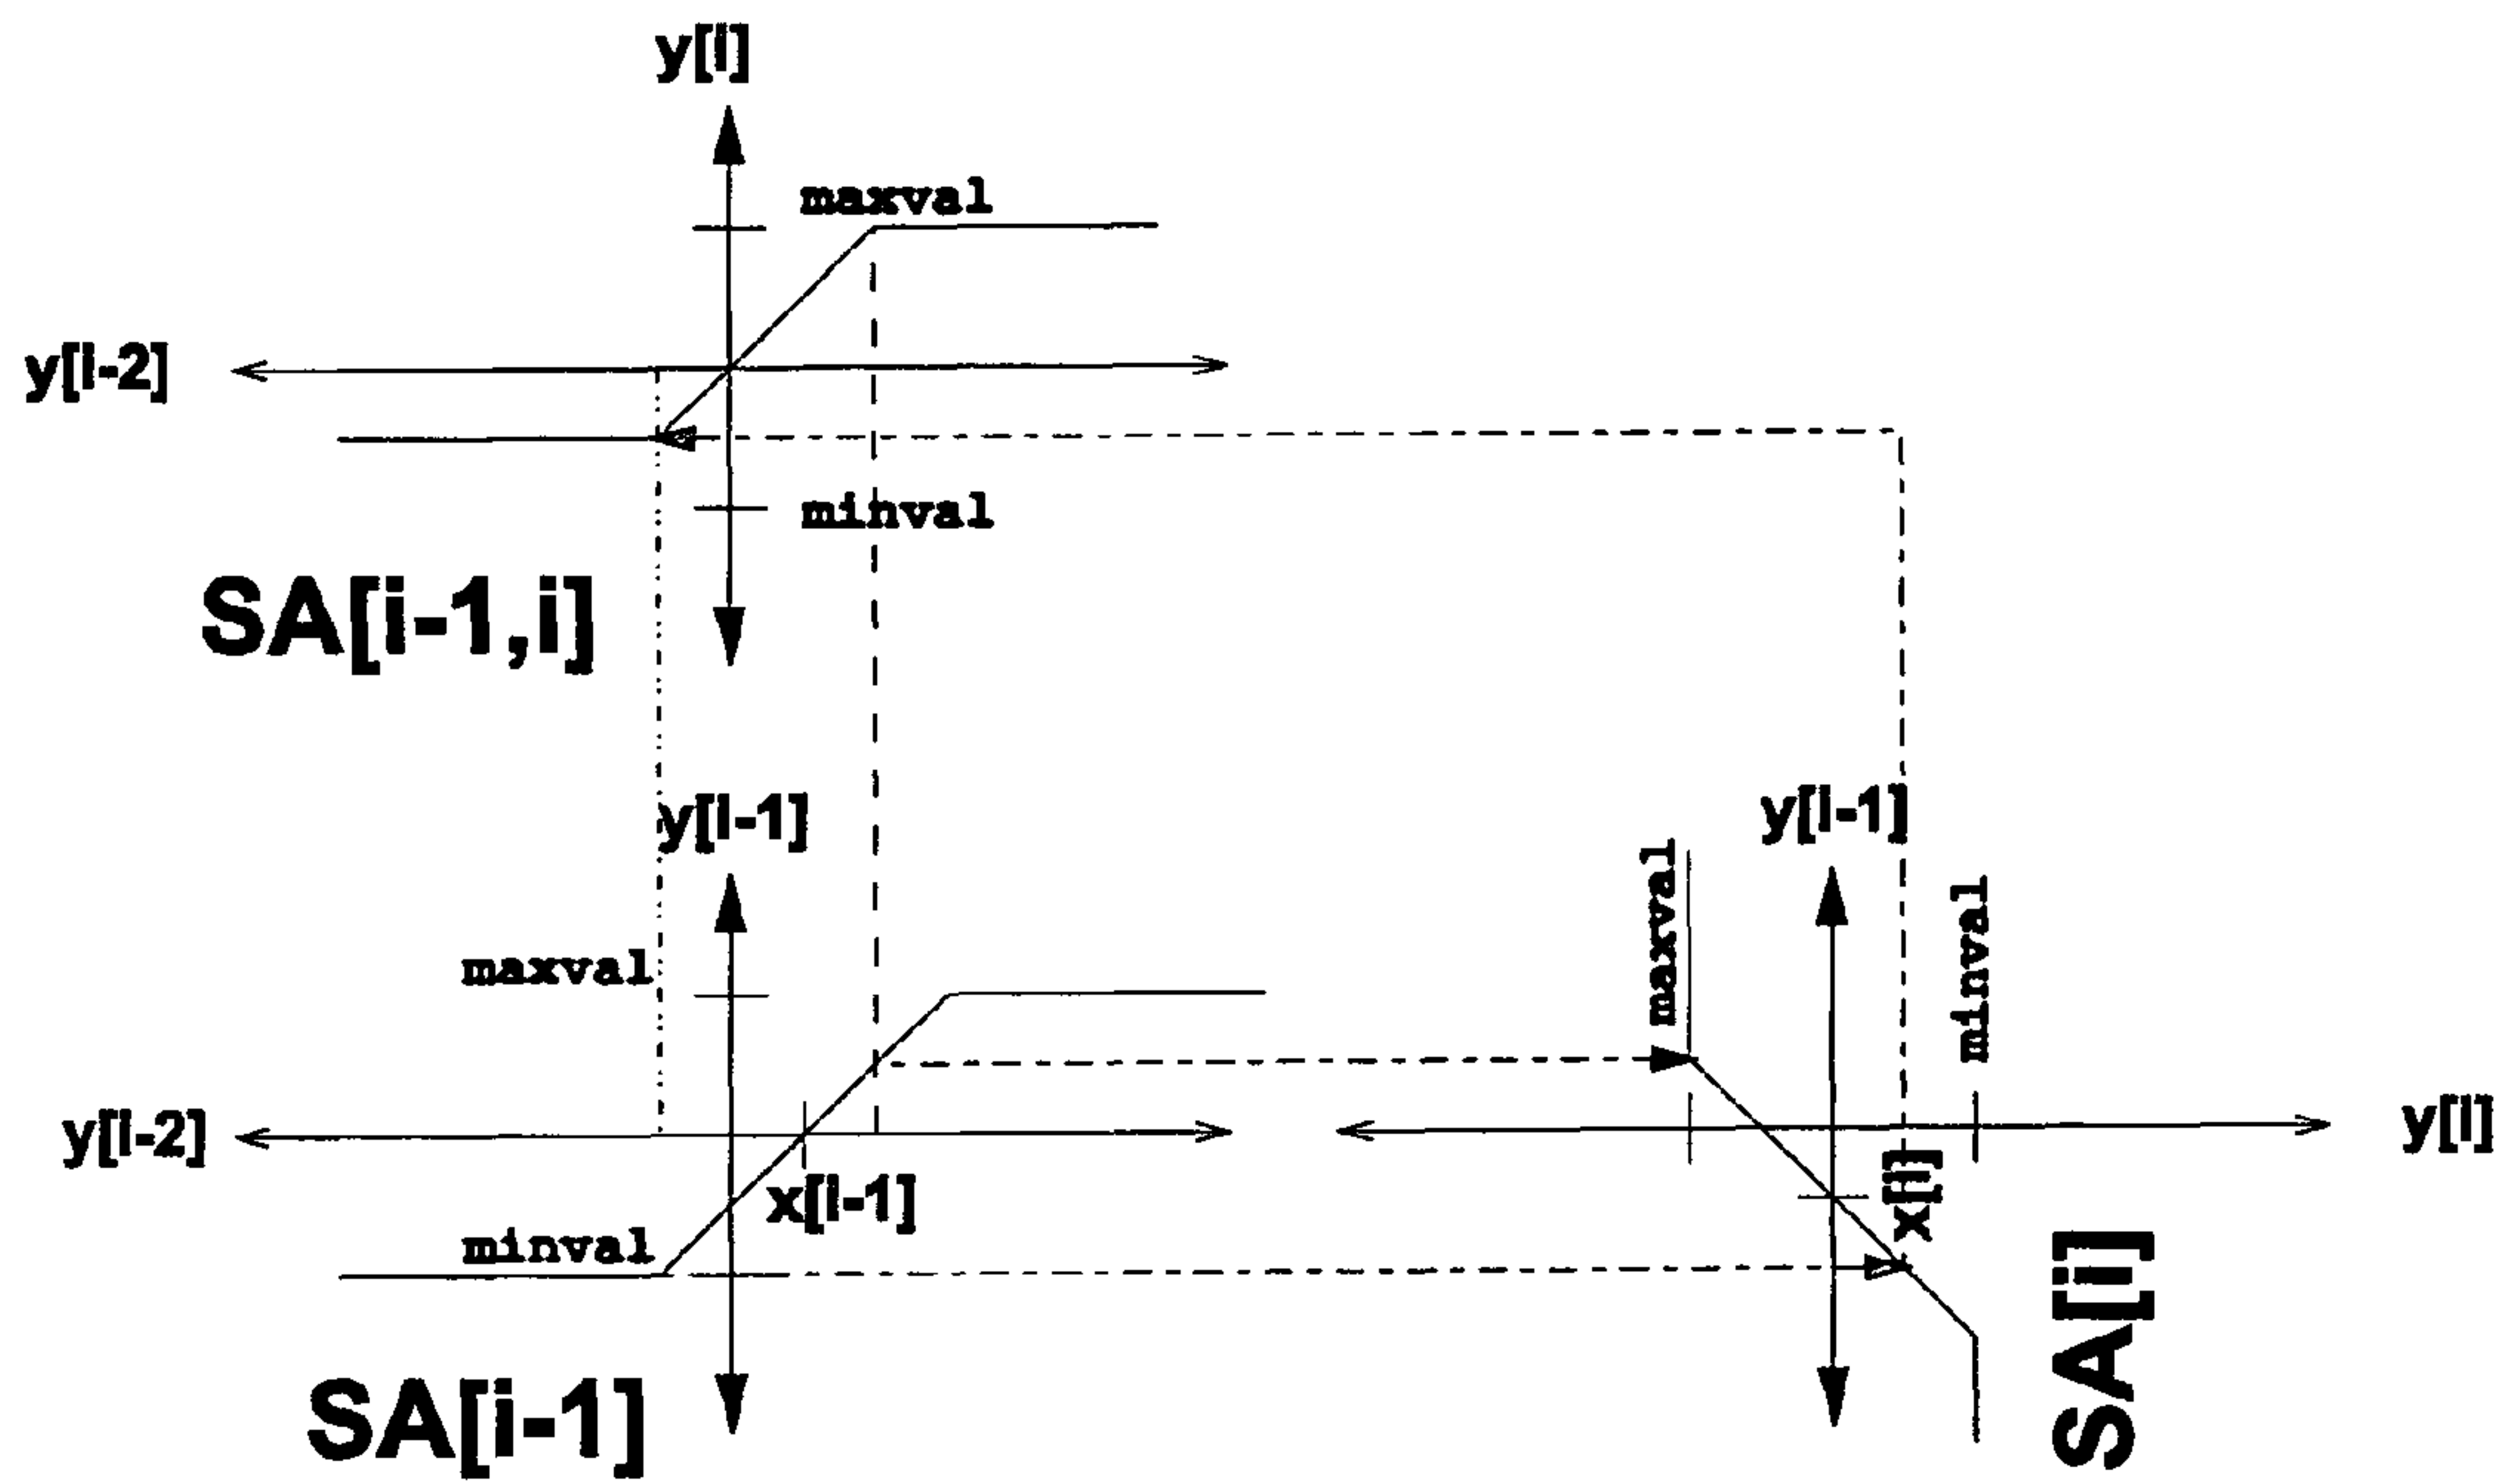 y[i]
maxval
y[i-2]
minval
SA[i-1,i]
y[i-1]
y[i-1]
maxval
maxval
minval
y[i-2]
y[i]
x[i-1]
x[i]
minval
SA[i-1]
SA[i]